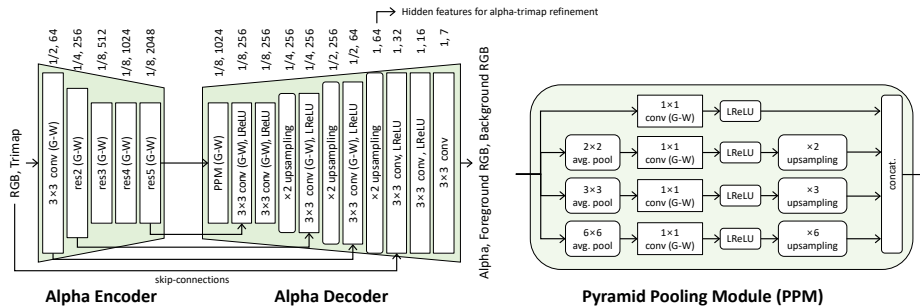 Hidden features for alpha-trimap refinement
1/2, 64
1/4, 256
1/8, 512
1/8, 1024
1/8, 2048
RGB, Trimap
3×3 conv (G-W)
res2 (G-W)
res3 (G-W)
res4 (G-W)
res5 (G-W)
1/8, 1024
1/8, 256
1/8, 256
1/4, 256
1/4, 256
1/2, 256
1/2, 64
1, 64
1, 32
1, 16
1, 7
PPM (G-W)
3×3 conv (G-W), LReLU
3×3 conv (G-W), LReLU
×2 upsampling
3×3 conv (G-W), LReLU
×2 upsampling
3×3 conv (G-W), LReLU
×2 upsampling
3×3 conv, LReLU
3×3 conv , LReLU
3×3 conv
Alpha, Foreground RGB, Background RGB
skip-connections
Alpha Encoder
Alpha Decoder
1×1
conv (G-W)
LReLU
2×2
avg. pool
1×1
conv (G-W)
LReLU
×2
upsampling
3×3
avg. pool
1×1
conv (G-W)
LReLU
×3
upsampling
6×6
avg. pool
1×1
conv (G-W)
LReLU
×6
upsampling
concat.
Pyramid Pooling Module (PPM)